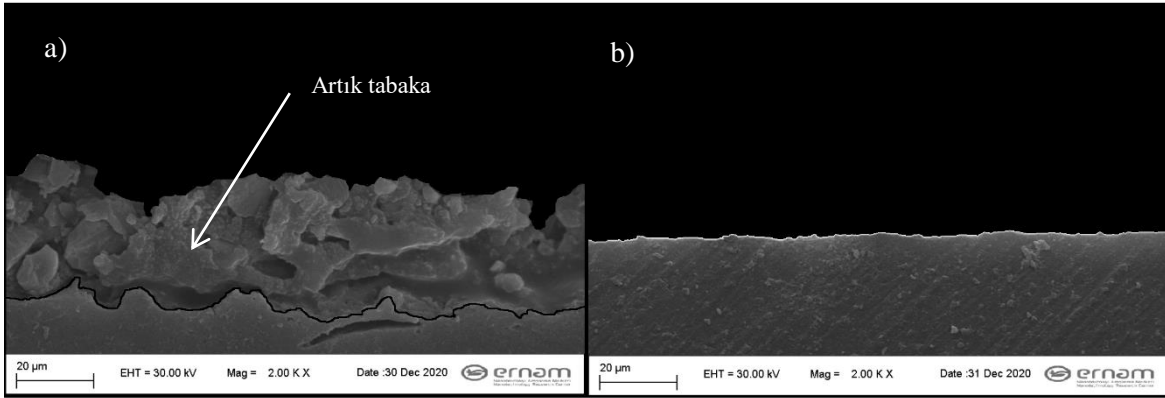 a)
Artık tabaka
20 µm
EHT = 30.00 kV
Mag = 2.00 K X
Date :30 Dec 2020
ernam
b)
20 µm
EHT = 30.00 kV
Mag = 2.00 K X
Date :31 Dec 2020
ernam